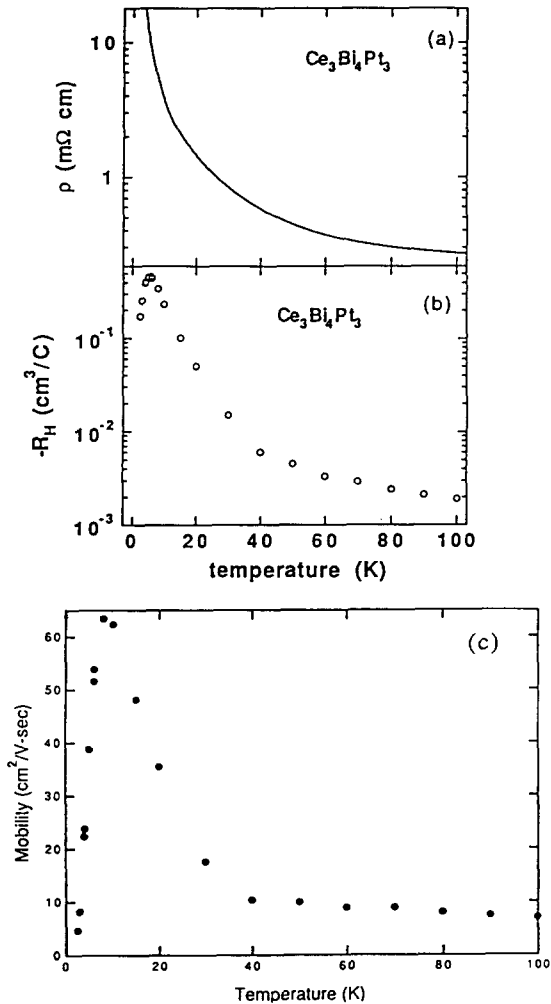 (a)
Ce₃Bi₄Pt₃
10
1
ρ (mΩ cm)
(b)
Ce₃Bi₄Pt₃
10⁻¹
10⁻²
10⁻³
-R_H (cm³/C)
0 20 40 60 80 100
temperature (K)
(c)
60
50
40
30
20
10
0
Mobility (cm²/V-sec)
0 20 40 60 80 100
Temperature (K)